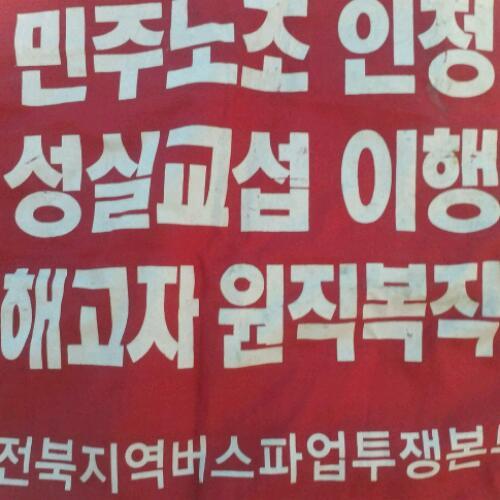 민주노조 인정
성실교섭 이행
해고자 원직복직
전북지역버스파업투쟁본부